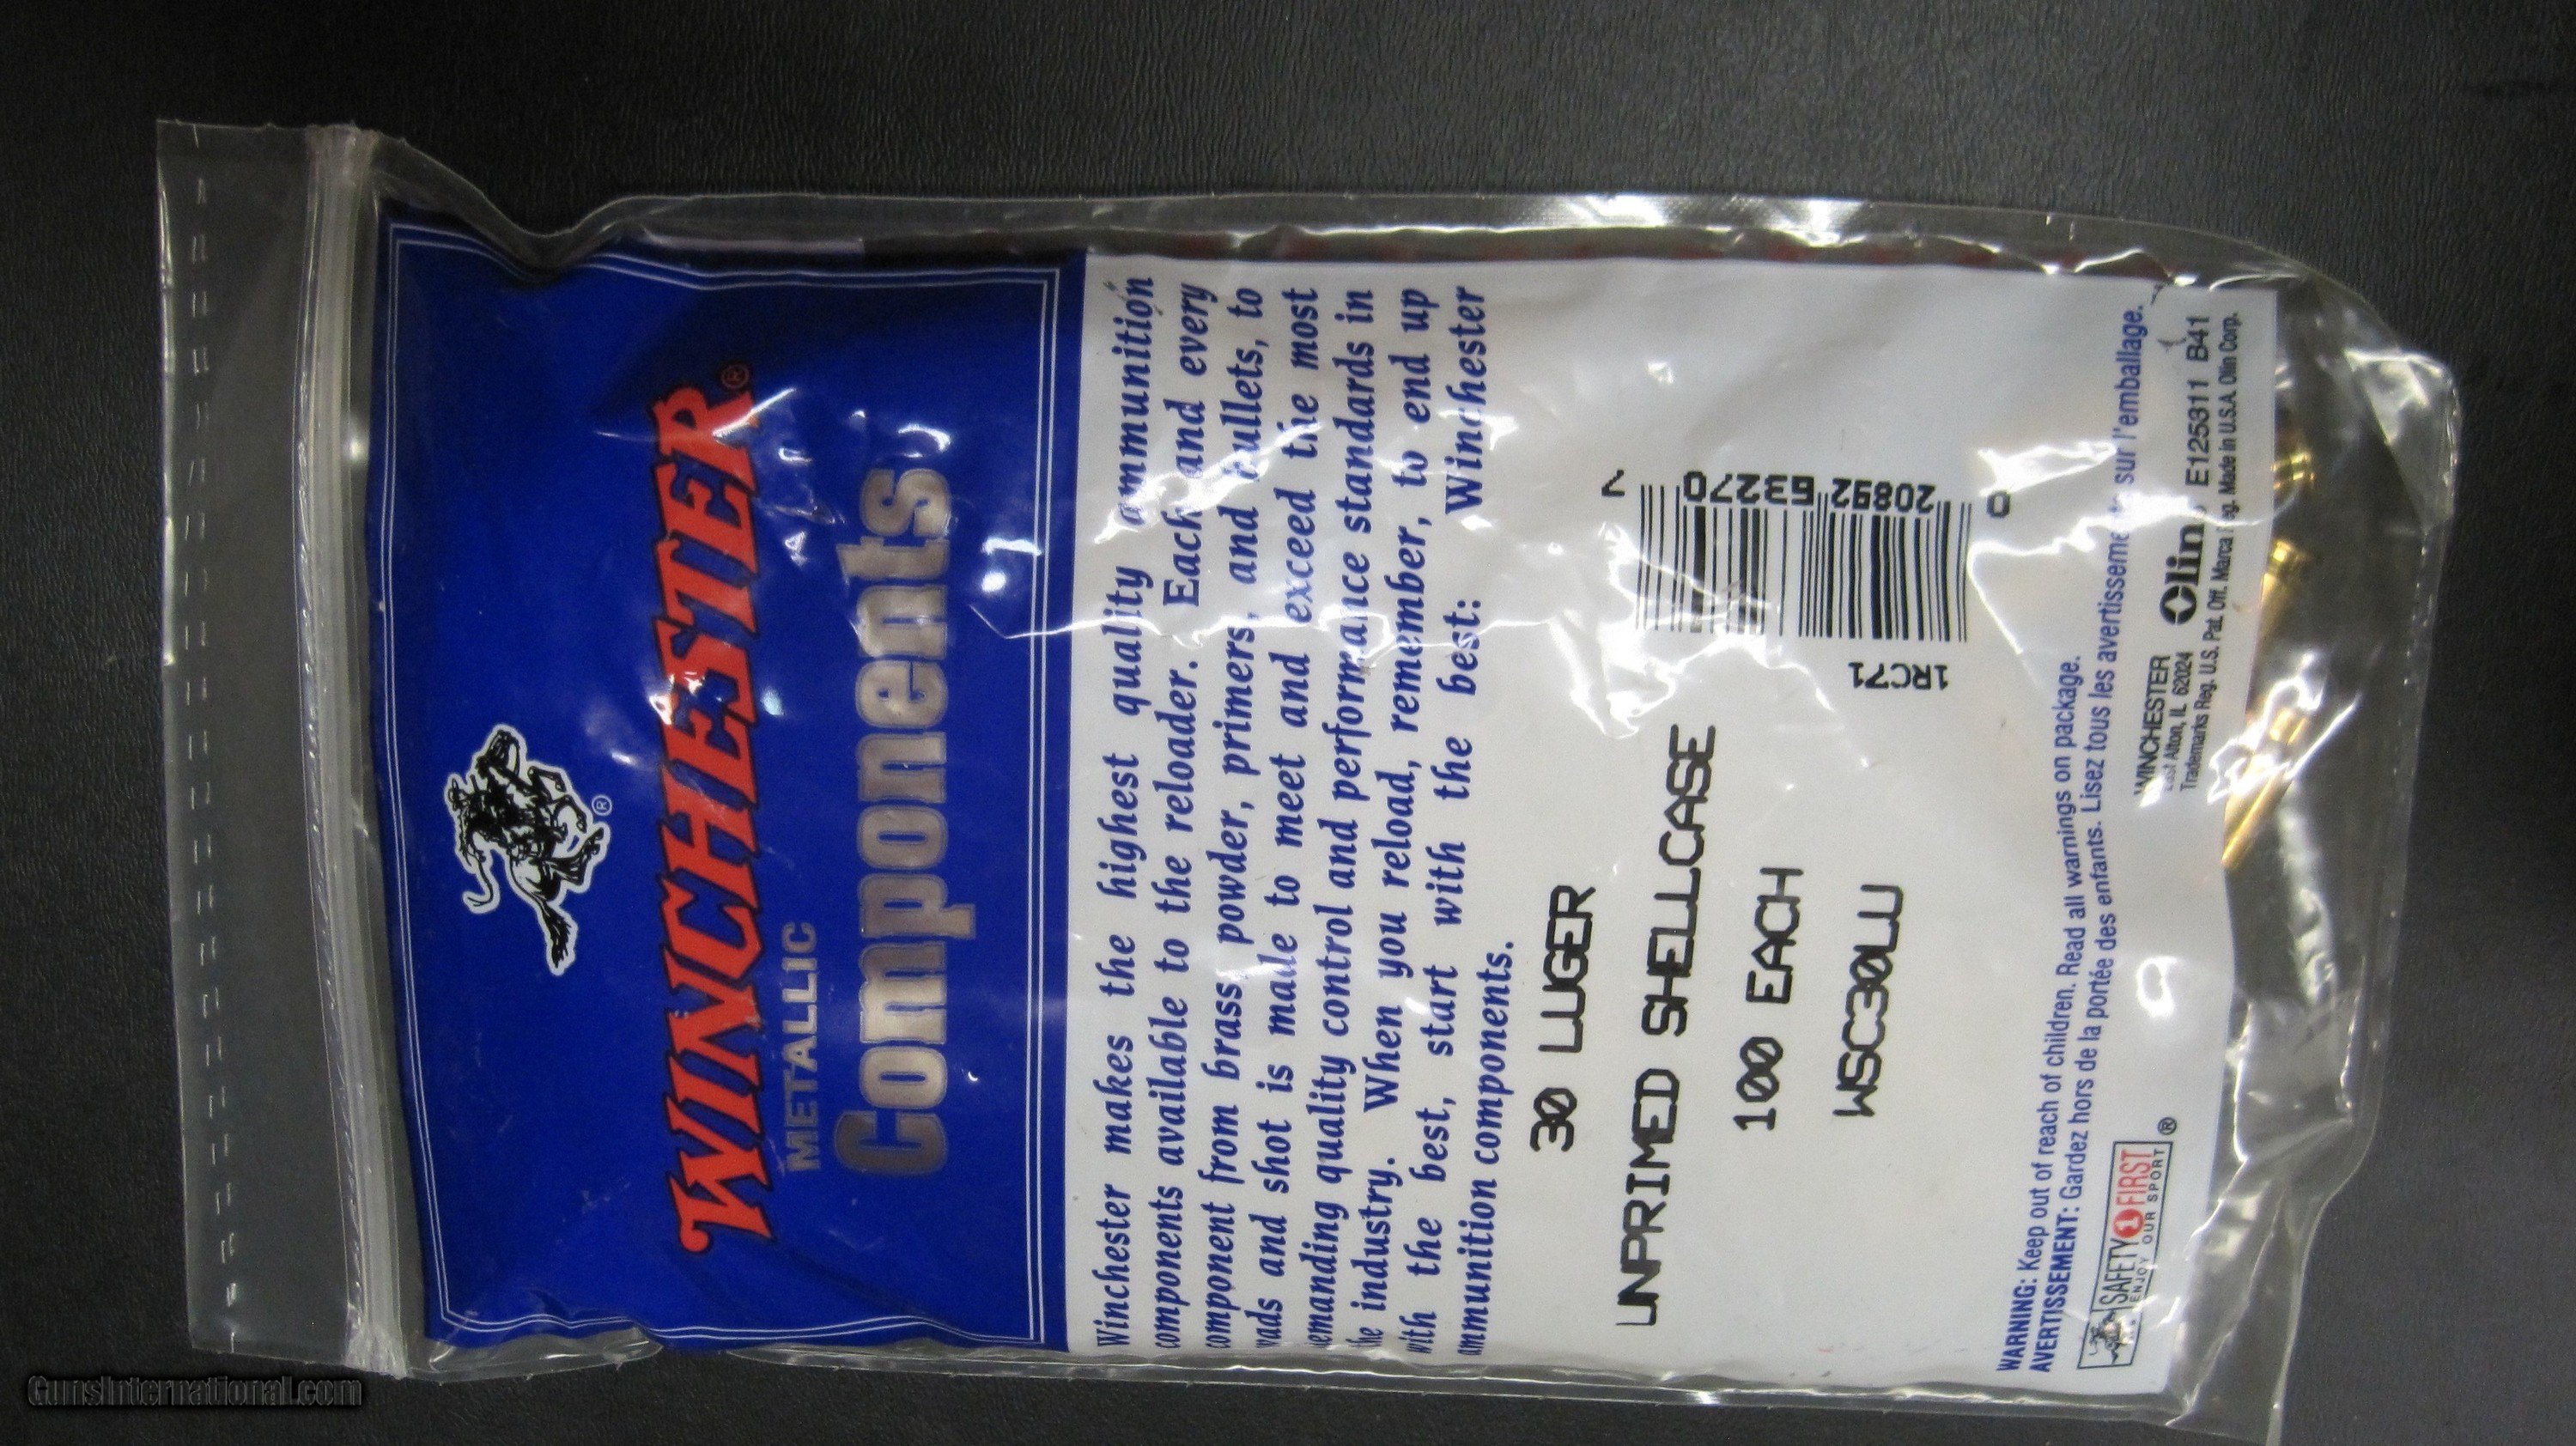 WINCHESTER®
METALLIC
Components
Winchester makes the highest quality ammunition
components available to the reloader. Each and every
component from brass, powder, primers, and bullets, to
wads and shot is made to meet and exceed the most
demanding quality control and performance standards in
the industry. When you reload, remember, to end up
with the best, start with the best: Winchester
ammunition components.
30 LUGER
UNPRIMED SHELLCASE
100 EACH
WSC30LU
1RC71
0 20892 63270 7
WARNING: Keep out of reach of children. Read all warnings on package.
AVERTISSEMENT: Gardez hors de la portée des enfants. Lisez tous les avertissements sur l'emballage.
SAFETY 1 FIRST ®
ENJOY OUR SPORT
WINCHESTER
East Alton, IL 62024
Olin E125311 B41
Trademarks Reg. U.S. Pat. Off. Marca Reg. Made in U.S.A. Olin Corp.
GunsInternational.com